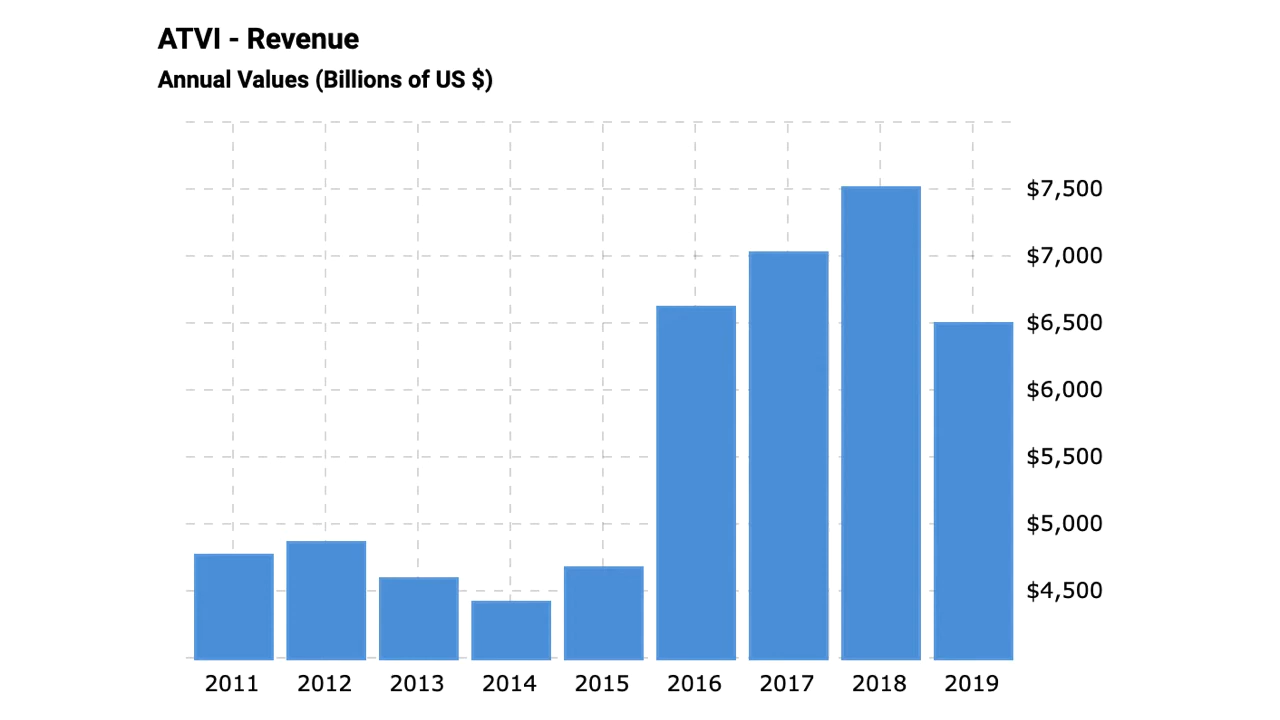 ATVI - Revenue
Annual Values (Billions of US $)
$7,500
$7,000
$6,500
$6,000
$5,500
$5,000
$4,500
2011 2012 2013 2014 2015 2016 2017 2018 2019